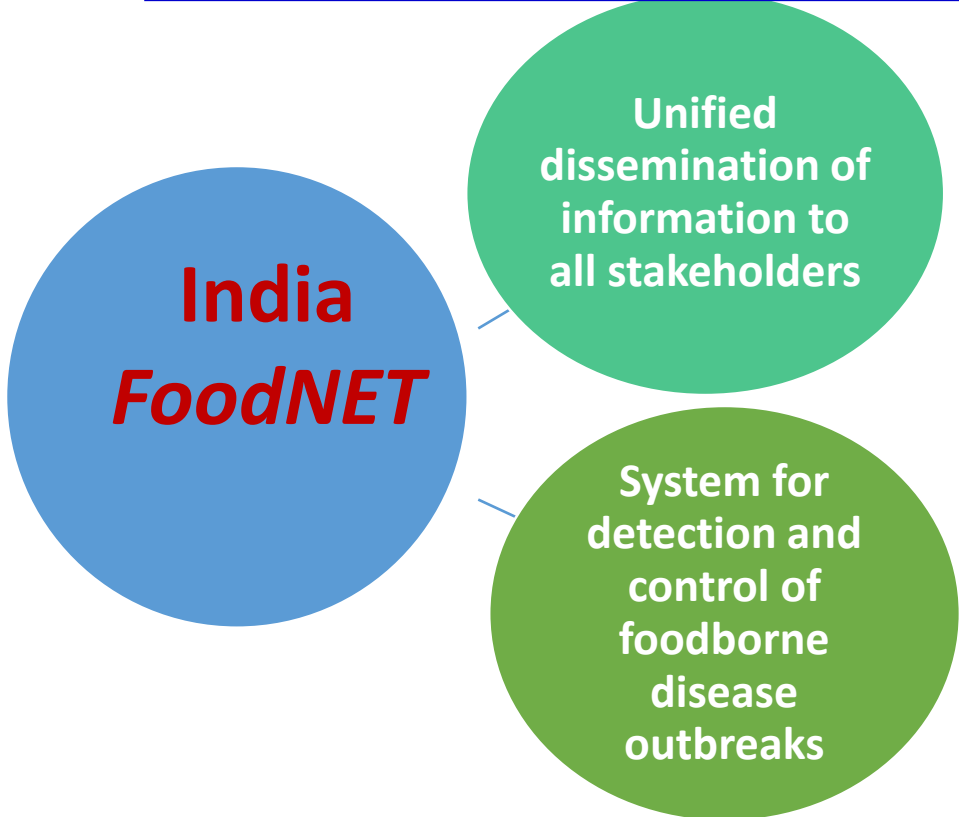 India
FoodNET
Unified
dissemination of
information to
all stakeholders
System for
detection and
control of
foodborne
disease
outbreaks